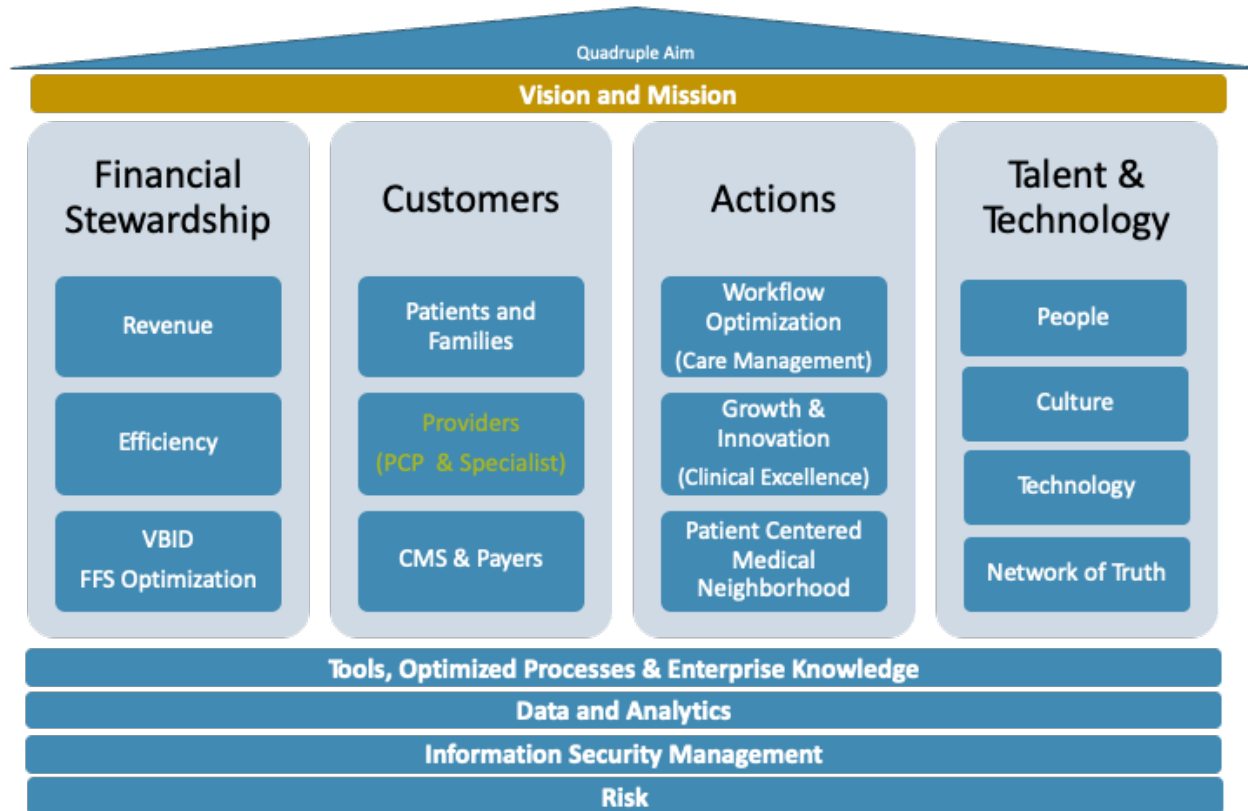 Quadruple Aim
Vision and Mission
Financial
Stewardship
Revenue
Efficiency
VBID
FFS Optimization
Customers
Patients and
Families
Providers
(PCP & Specialist)
CMS & Payers
Actions
Workflow
Optimization
(Care Management)
Growth &
Innovation
(Clinical Excellence)
Patient Centered
Medical
Neighborhood
Talent &
Technology
People
Culture
Technology
Network of Truth
Tools, Optimized Processes & Enterprise Knowledge
Data and Analytics
Information Security Management
Risk